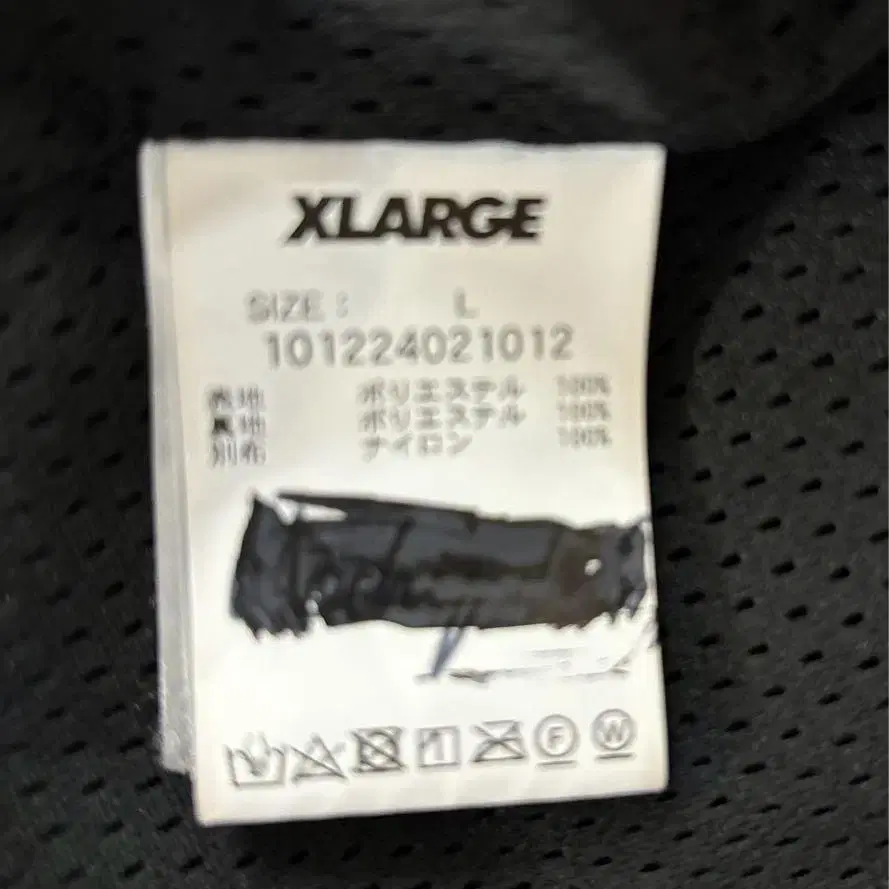 XLARGE
SIZE : L
101224021012
表地 ポリエステル 100%
裏地 ポリエステル 100%
別布 ナイロン 100%
F W